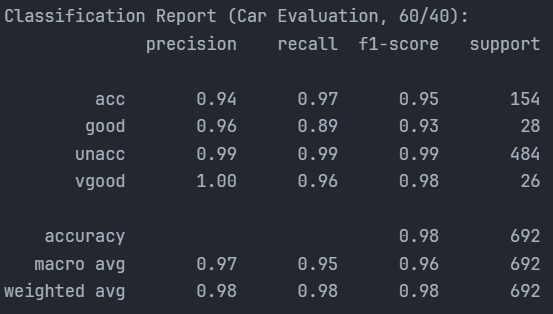 Classification Report (Car Evaluation, 60/40):
precision recall f1-score support
acc 0.94 0.97 0.95 154
good 0.96 0.89 0.93 28
unacc 0.99 0.99 0.99 484
vgood 1.00 0.96 0.98 26
accuracy 0.98 692
macro avg 0.97 0.95 0.96 692
weighted avg 0.98 0.98 0.98 692